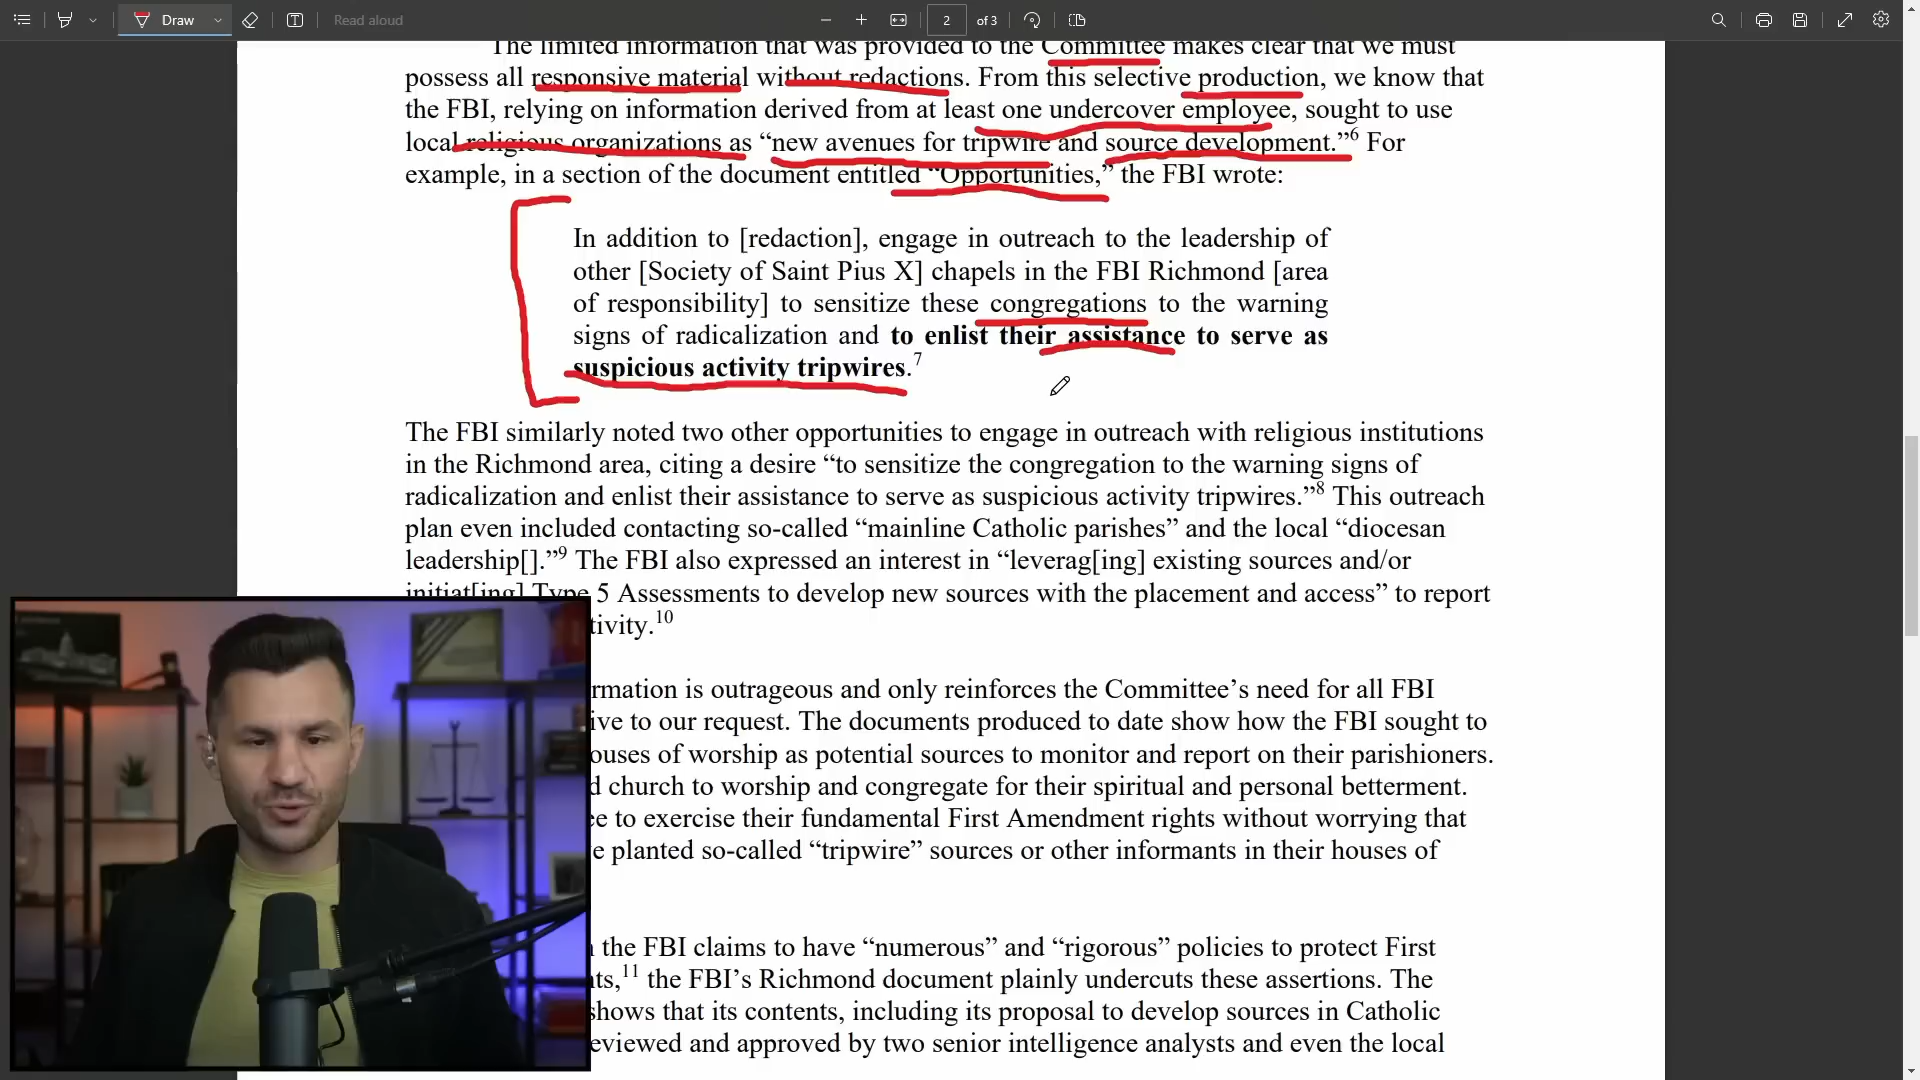 Draw
Read aloud
2
of 3
The limited information that was provided to the Committee makes clear that we must
possess all responsive material without redactions. From this selective production, we know that
the FBI, relying on information derived from at least one undercover employee, sought to use
local religious organizations as “new avenues for tripwire and source development.”6 For
example, in a section of the document entitled “Opportunities,” the FBI wrote:
In addition to [redaction], engage in outreach to the leadership of
other [Society of Saint Pius X] chapels in the FBI Richmond [area
of responsibility] to sensitize these congregations to the warning
signs of radicalization and to enlist their assistance to serve as
suspicious activity tripwires.7
The FBI similarly noted two other opportunities to engage in outreach with religious institutions
in the Richmond area, citing a desire “to sensitize the congregation to the warning signs of
radicalization and enlist their assistance to serve as suspicious activity tripwires.”8 This outreach
plan even included contacting so-called “mainline Catholic parishes” and the local “diocesan
leadership[].”9 The FBI also expressed an interest in “leverag[ing] existing sources and/or
initiat[ing] Type 5 Assessments to develop new sources with the placement and access” to report
tivity.10
rmation is outrageous and only reinforces the Committee’s need for all FBI
ive to our request. The documents produced to date show how the FBI sought to
ouses of worship as potential sources to monitor and report on their parishioners.
d church to worship and congregate for their spiritual and personal betterment.
ee to exercise their fundamental First Amendment rights without worrying that
e planted so-called “tripwire” sources or other informants in their houses of
the FBI claims to have “numerous” and “rigorous” policies to protect First
ts,11 the FBI’s Richmond document plainly undercuts these assertions. The
shows that its contents, including its proposal to develop sources in Catholic
eviewed and approved by two senior intelligence analysts and even the local